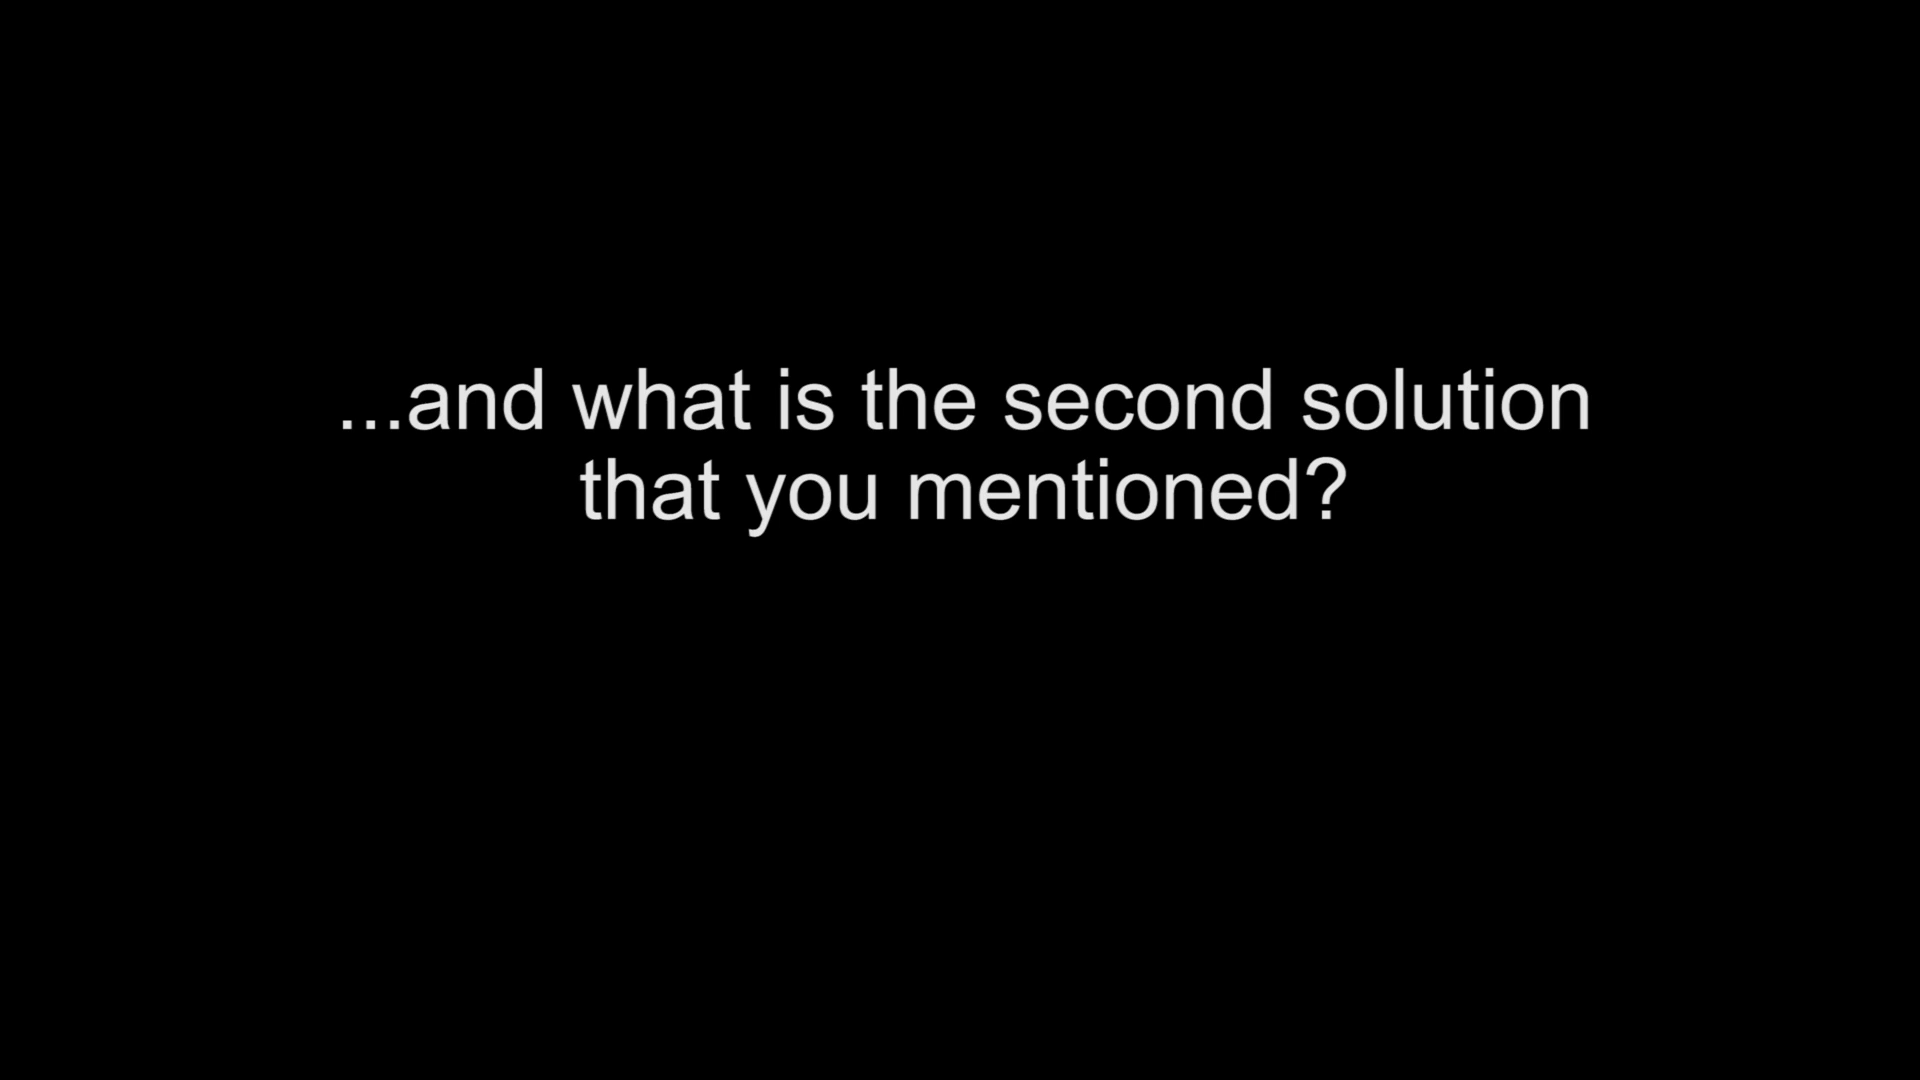 ...and what is the second solution
that you mentioned?